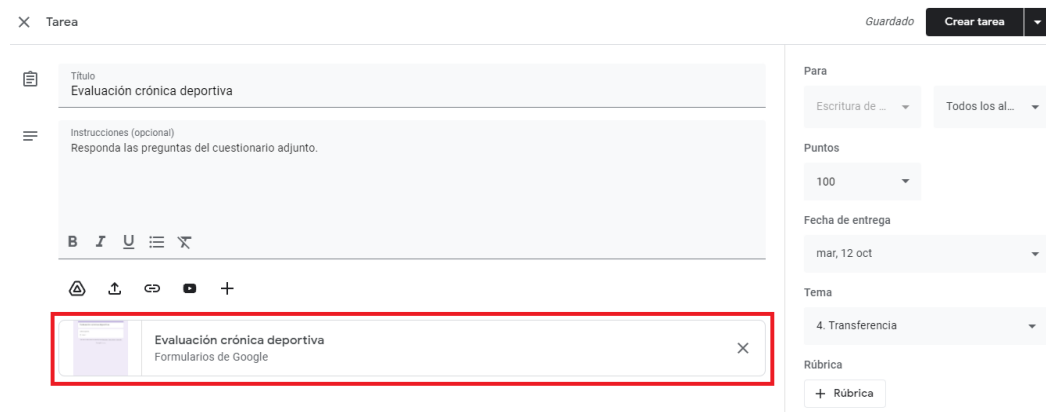 Tarea
Guardado
Crear tarea
Título
Evaluación crónica deportiva
Instrucciones (opcional)
Responda las preguntas del cuestionario adjunto.
B I U
Evaluación crónica deportiva
Formularios de Google
Para
Escritura de ...
Todos los al...
Puntos
100
Fecha de entrega
mar, 12 oct
Tema
4. Transferencia
Rúbrica
+ Rúbrica